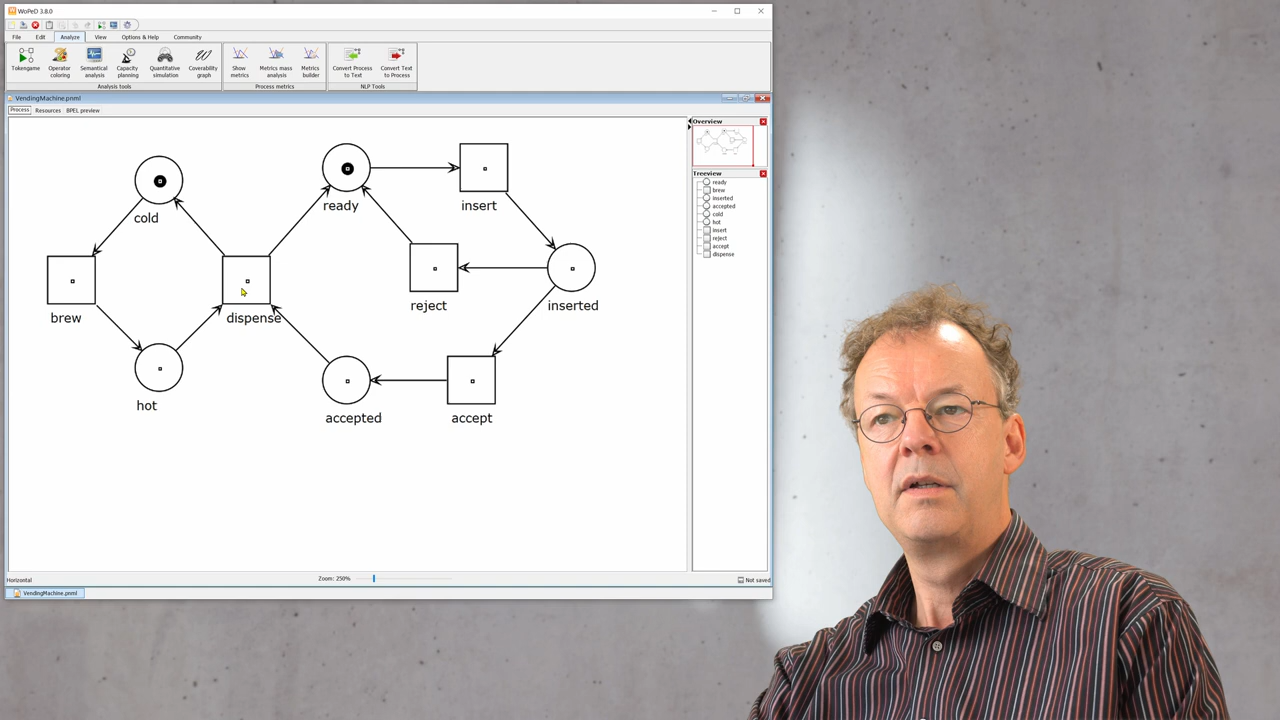 WoPeD 3.8.0
File Edit Analyze View Options & Help Community
Tokengame
Operator coloring
Semantical analysis
Capacity planning
Quantitative simulation
Coverability graph
Show metrics
Metrics mass analysis
Metrics builder
Convert Process to Text
Convert Text to Process
Analysis tools
Process metrics
NLP Tools
VendingMachine.pnml
Process Resources BPEL preview
cold
ready
insert
brew
dispense
reject
inserted
hot
accepted
accept
Overview
Treeview
ready
brew
inserted
accepted
cold
hot
insert
reject
accept
dispense
Horizontal
Zoom: 250%
Not saved
VendingMachine.pnml